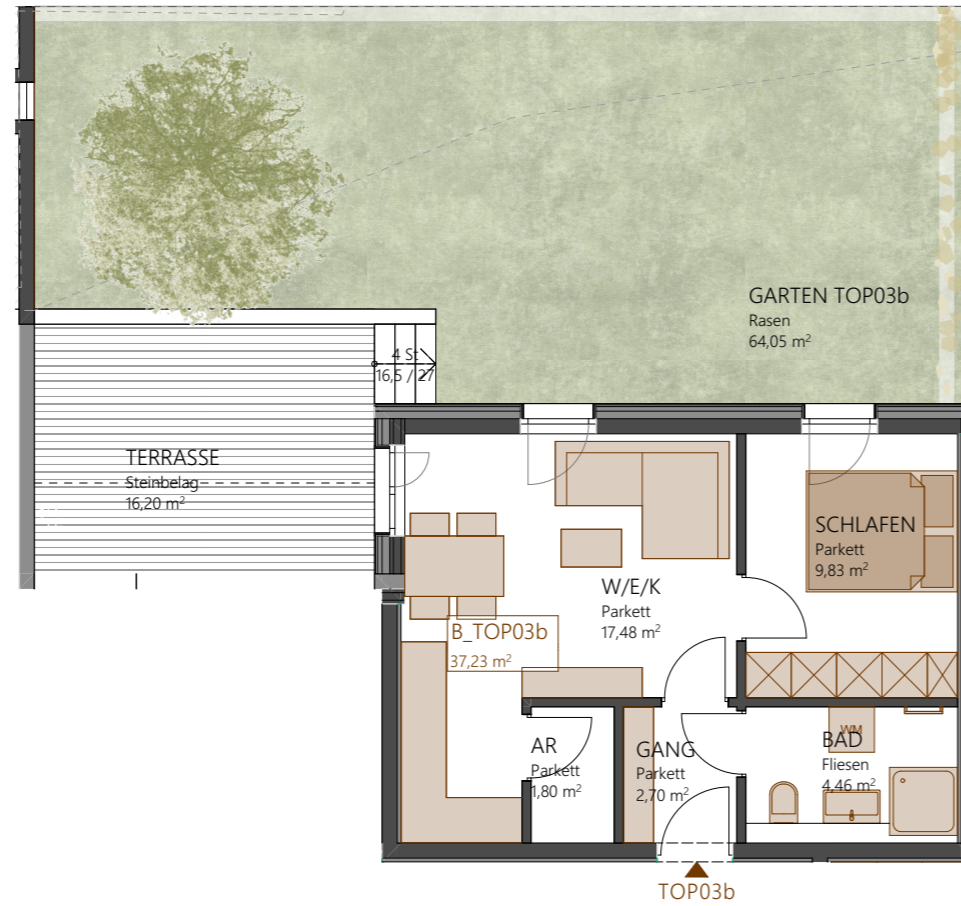 GARTEN TOP03b
Rasen
64,05 m²
4 St
16,5 / 27
TERRASSE
Steinbelag
16,20 m²
SCHLAFEN
Parkett
9,83 m²
W/E/K
Parkett
17,48 m²
B_TOP03b
37,23 m²
AR
Parkett
1,80 m²
GANG
Parkett
2,70 m²
WM
BAD
Fliesen
4,46 m²
TOP03b